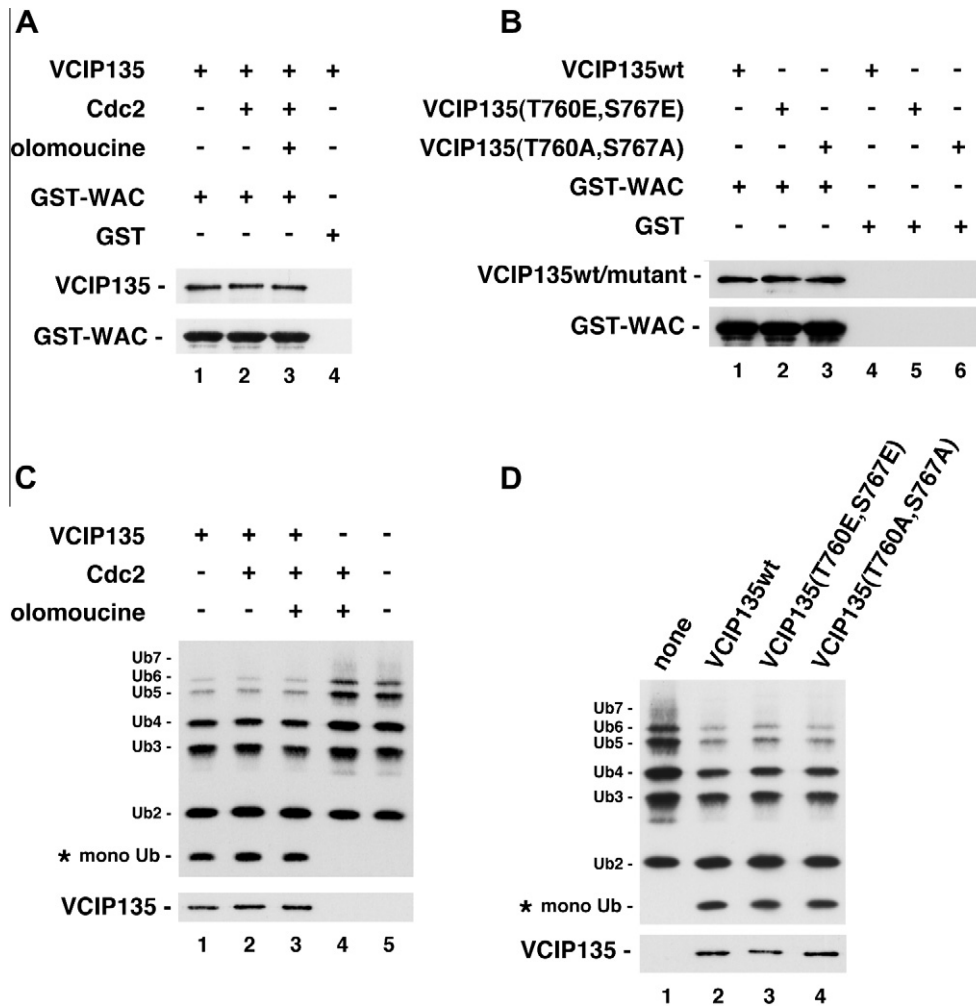 A
VCIP135 + + + +
Cdc2 - + + -
olomoucine - - + -
GST-WAC + + + -
GST - - - +
VCIP135 -
GST-WAC -
1 2 3 4
B
VCIP135wt + - - + - -
VCIP135(T760E,S767E) - + - - + -
VCIP135(T760A,S767A) - - + - - +
GST-WAC + + + - - -
GST - - - + + +
VCIP135wt/mutant -
GST-WAC -
1 2 3 4 5 6
C
VCIP135 + + + - -
Cdc2 - + + + -
olomoucine - - + + -
Ub7 -
Ub6 -
Ub5 -
Ub4 -
Ub3 -
Ub2 -
* mono Ub -
VCIP135 -
1 2 3 4 5
D
none
VCIP135wt
VCIP135(T760E,S767E)
VCIP135(T760A,S767A)
Ub7 -
Ub6 -
Ub5 -
Ub4 -
Ub3 -
Ub2 -
* mono Ub -
VCIP135 -
1 2 3 4